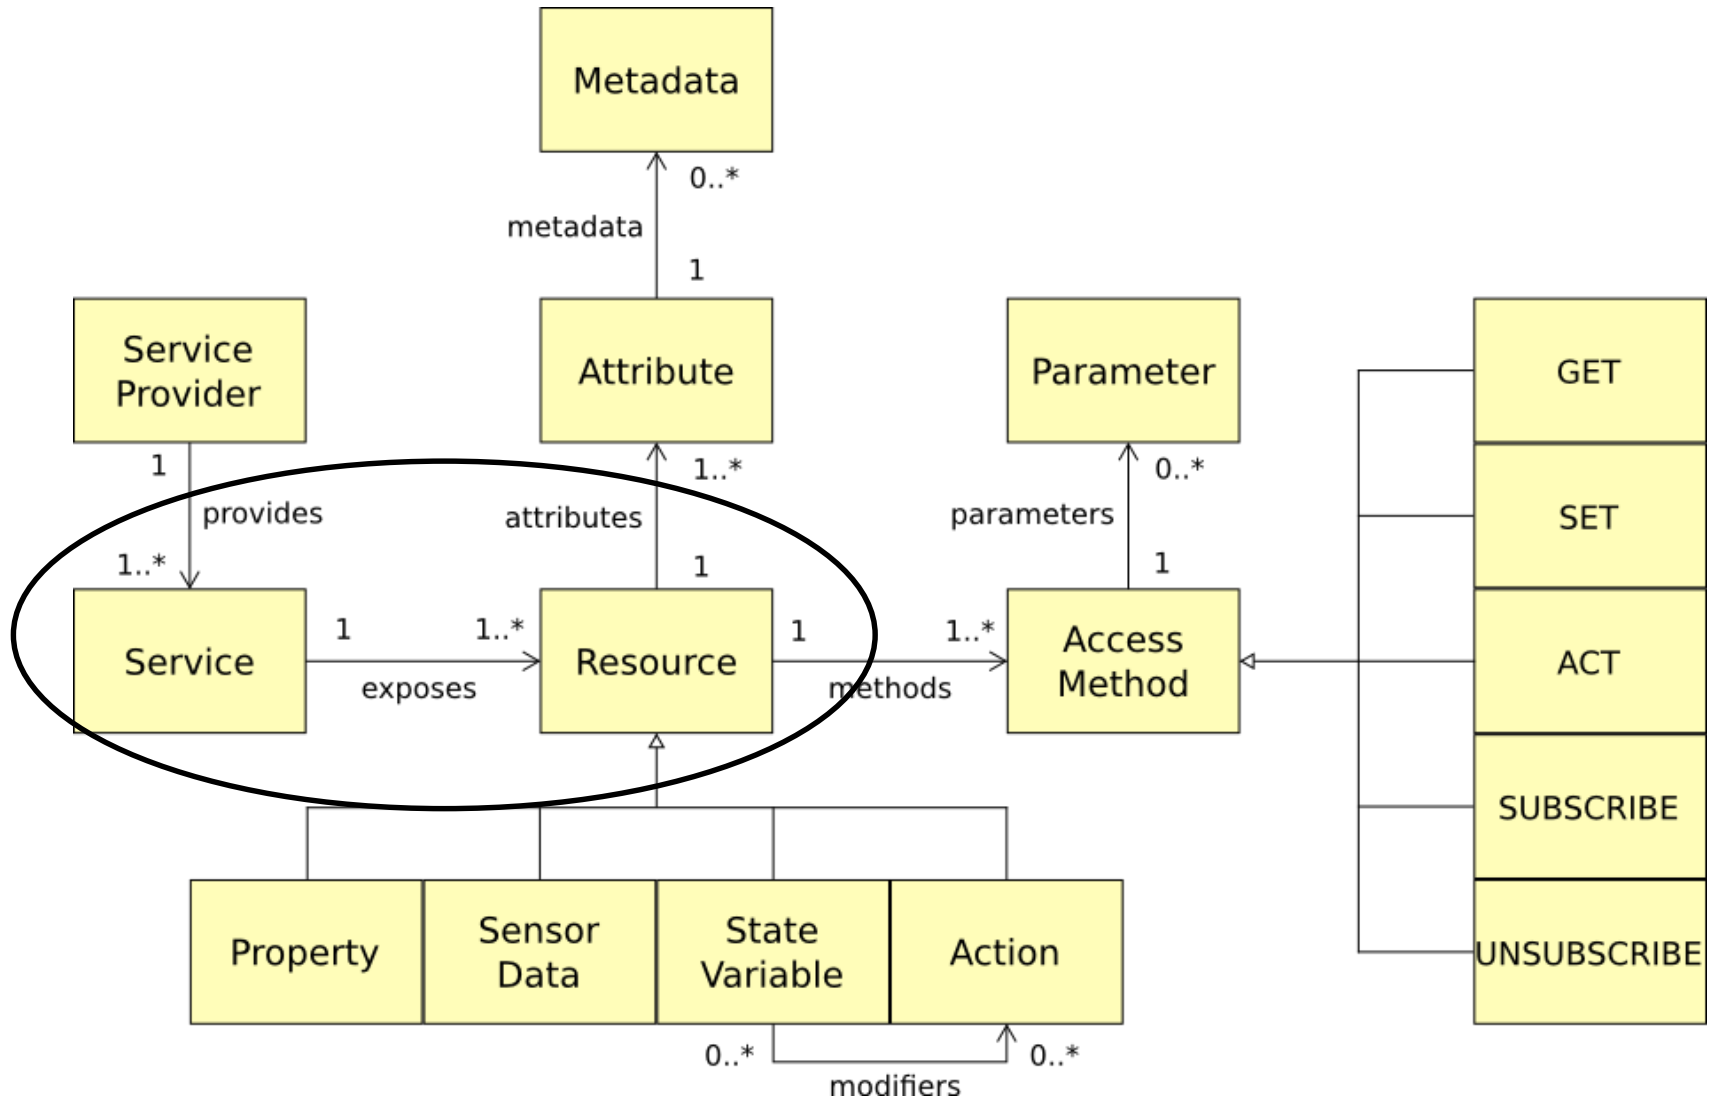 Metadata
0..*
metadata
1
Service
Provider
Attribute
Parameter
GET
1
1..*
0..*
provides
attributes
parameters
SET
1..*
1
1
Service
1
1..*
exposes
Resource
1
1..*
methods
Access
Method
ACT
SUBSCRIBE
Property
Sensor
Data
State
Variable
Action
UNSUBSCRIBE
0..*
0..*
modifiers